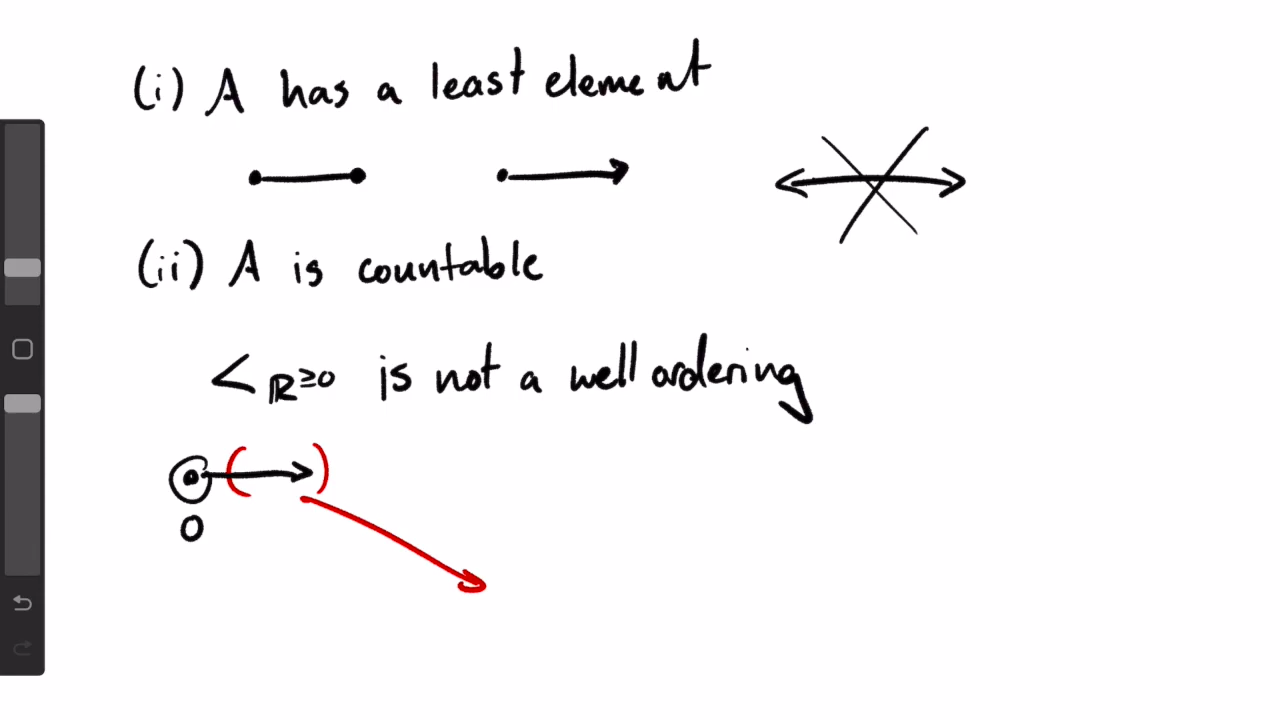 (i) A has a least element
(ii) A is countable
<ℝ≥0 is not a well ordering
( )
0